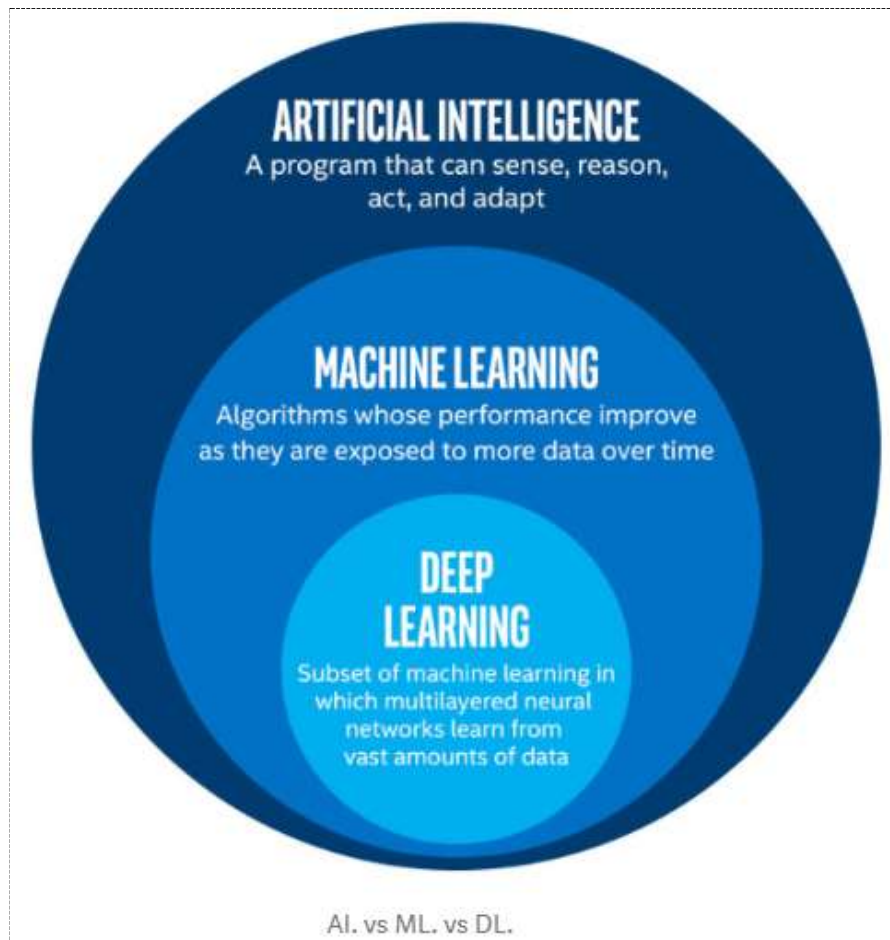 ARTIFICIAL INTELLIGENCE
A program that can sense, reason,
act, and adapt
MACHINE LEARNING
Algorithms whose performance improve
as they are exposed to more data over time
DEEP
LEARNING
Subset of machine learning in
which multilayered neural
networks learn from
vast amounts of data
AI. vs ML. vs DL.